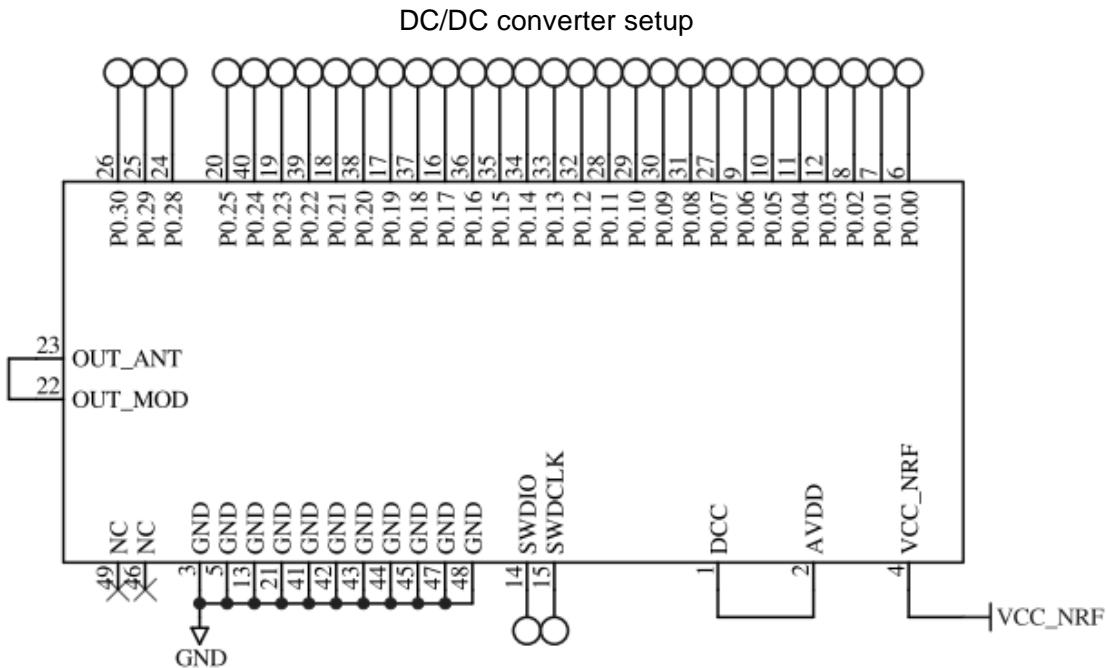 DC/DC converter setup
26 25 24 20 40 19 39 18 38 17 37 16 36 35 34 33 32 28 29 30 31 27 9 10 11 12 8 7 6
P0.30 P0.29 P0.28 P0.25 P0.24 P0.23 P0.22 P0.21 P0.20 P0.19 P0.18 P0.17 P0.16 P0.15 P0.14 P0.13 P0.12 P0.11 P0.10 P0.09 P0.08 P0.07 P0.06 P0.05 P0.04 P0.03 P0.02 P0.01 P0.00
23 OUT_ANT
22 OUT_MOD
NC NC GND GND GND GND GND GND GND GND GND GND GND SWDIO SWDCLK DCC AVDD VCC_NRF
49 46 3 5 13 21 41 42 43 44 45 47 48 14 15 1 2 4
VCC_NRF
GND